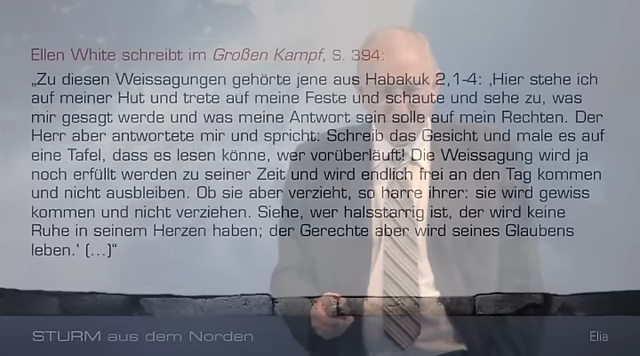 Ellen White schreibt im Großen Kampf, S. 394:
„Zu diesen Weissagungen gehörte jene aus Habakuk 2,1-4: ‚Hier stehe ich
auf meiner Hut und trete auf meine Feste und schaute und sehe zu, was
mir gesagt werde und was meine Antwort sein solle auf mein Rechten. Der
Herr aber antwortete mir und spricht: Schreib das Gesicht und male es auf
eine Tafel, dass es lesen könne, wer vorüberläuft! Die Weissagung wird ja
noch erfüllt werden zu seiner Zeit und wird endlich frei an den Tag kommen
und nicht ausbleiben. Ob sie aber verzieht, so harre ihrer: sie wird gewiss
kommen und nicht verziehen. Siehe, wer halsstarrig ist, der wird keine
Ruhe in seinem Herzen haben; der Gerechte aber wird seines Glaubens
leben.‘ (...)“
STURM aus dem Norden
Elia